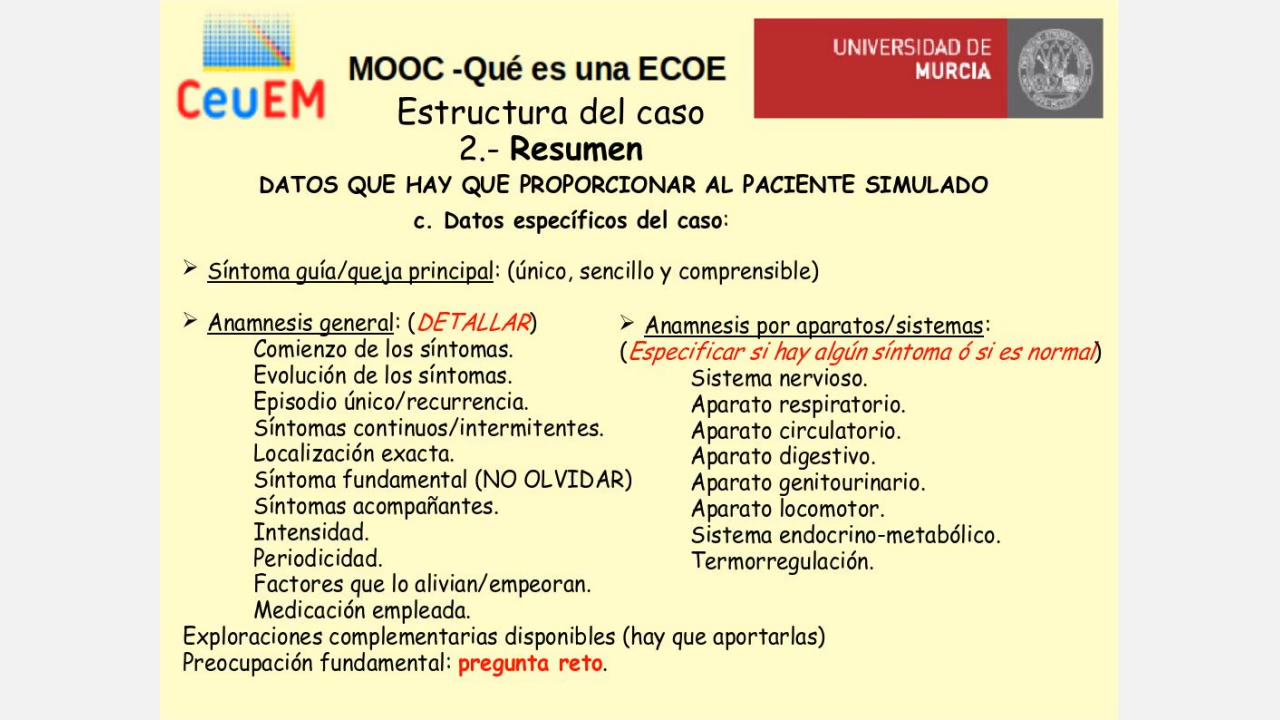 CeuEM
MOOC -Qué es una ECOE
UNIVERSIDAD DE
MURCIA
Estructura del caso
2.- Resumen
DATOS QUE HAY QUE PROPORCIONAR AL PACIENTE SIMULADO
c. Datos específicos del caso:
➢ Síntoma guía/queja principal: (único, sencillo y comprensible)
➢ Anamnesis general: (DETALLAR)
Comienzo de los síntomas.
Evolución de los síntomas.
Episodio único/recurrencia.
Síntomas continuos/intermitentes.
Localización exacta.
Síntoma fundamental (NO OLVIDAR)
Síntomas acompañantes.
Intensidad.
Periodicidad.
Factores que lo alivian/empeoran.
Medicación empleada.
➢ Anamnesis por aparatos/sistemas:
(Especificar si hay algún síntoma ó si es normal)
Sistema nervioso.
Aparato respiratorio.
Aparato circulatorio.
Aparato digestivo.
Aparato genitourinario.
Aparato locomotor.
Sistema endocrino-metabólico.
Termorregulación.
Exploraciones complementarias disponibles (hay que aportarlas)
Preocupación fundamental: pregunta reto.